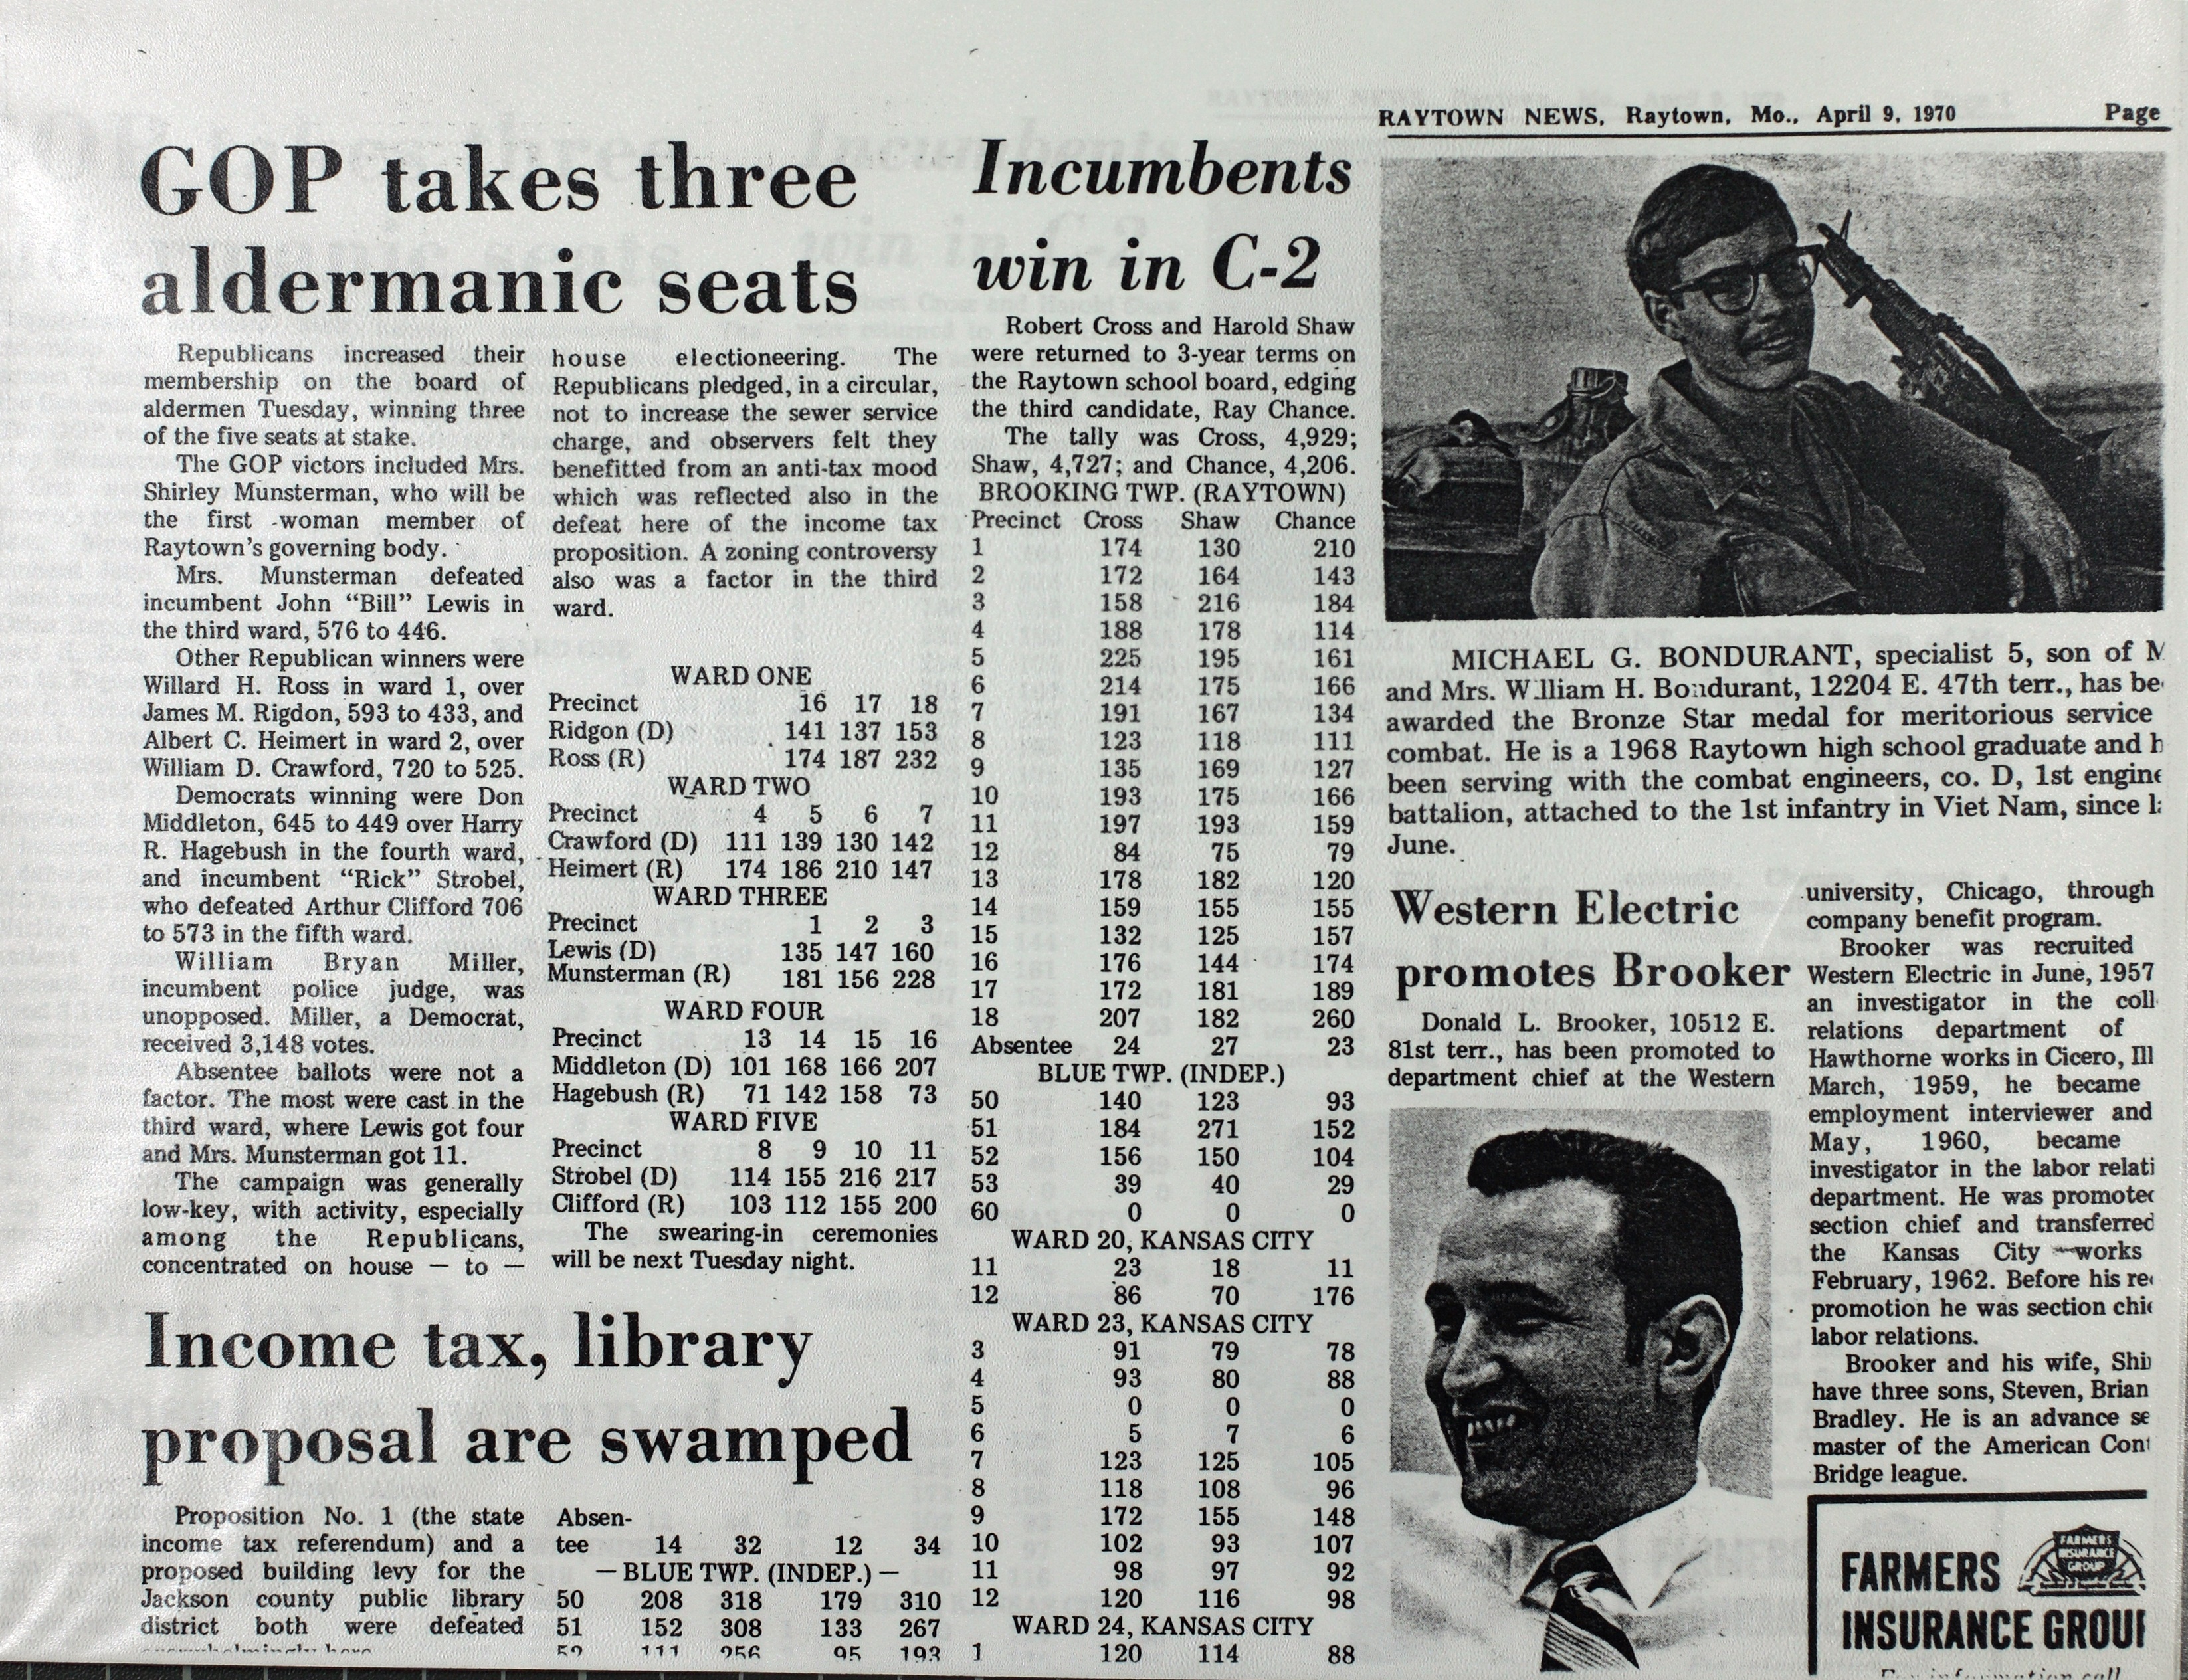 RAYTOWN NEWS, Raytown, Mo., April 9, 1970 Page
GOP takes three
aldermanic seats
Republicans increased their
membership on the board of
aldermen Tuesday, winning three
of the five seats at stake.
The GOP victors included Mrs.
Shirley Munsterman, who will be
the first woman member of
Raytown's governing body.
Mrs. Munsterman defeated
incumbent John "Bill" Lewis in
the third ward, 576 to 446.
Other Republican winners were
Willard H. Ross in ward 1, over
James M. Rigdon, 593 to 433, and
Albert C. Heimert in ward 2, over
William D. Crawford, 720 to 525.
Democrats winning were Don
Middleton, 645 to 449 over Harry
R. Hagebush in the fourth ward,
and incumbent "Rick" Strobel,
who defeated Arthur Clifford 706
to 573 in the fifth ward.
William Bryan Miller,
incumbent police judge, was
unopposed. Miller, a Democrat,
received 3,148 votes.
Absentee ballots were not a
factor. The most were cast in the
third ward, where Lewis got four
and Mrs. Munsterman got 11.
The campaign was generally
low-key, with activity, especially
among the Republicans,
concentrated on house — to —
house electioneering. The
Republicans pledged, in a circular,
not to increase the sewer service
charge, and observers felt they
benefitted from an anti-tax mood
which was reflected also in the
defeat here of the income tax
proposition. A zoning controversy
also was a factor in the third
ward.
WARD ONE
Precinct 16 17 18
Ridgon (D) 141 137 153
Ross (R) 174 187 232
WARD TWO
Precinct 4 5 6 7
Crawford (D) 111 139 130 142
Heimert (R) 174 186 210 147
WARD THREE
Precinct 1 2 3
Lewis (D) 135 147 160
Munsterman (R) 181 156 228
WARD FOUR
Precinct 13 14 15 16
Middleton (D) 101 168 166 207
Hagebush (R) 71 142 158 73
WARD FIVE
Precinct 8 9 10 11
Strobel (D) 114 155 216 217
Clifford (R) 103 112 155 200
The swearing-in ceremonies
will be next Tuesday night.
Income tax, library
proposal are swamped
Proposition No. 1 (the state
income tax referendum) and a
proposed building levy for the
Jackson county public library
district both were defeated
overwhelmingly here.
Absen-
tee 14 32 12 34
— BLUE TWP. (INDEP.) —
50 208 318 179 310
51 152 308 133 267
52 111 256 95 193
Incumbents
win in C-2
Robert Cross and Harold Shaw
were returned to 3-year terms on
the Raytown school board, edging
the third candidate, Ray Chance.
The tally was Cross, 4,929;
Shaw, 4,727; and Chance, 4,206.
BROOKING TWP. (RAYTOWN)
Precinct Cross Shaw Chance
1 174 130 210
2 172 164 143
3 158 216 184
4 188 178 114
5 225 195 161
6 214 175 166
7 191 167 134
8 123 118 111
9 135 169 127
10 193 175 166
11 197 193 159
12 84 75 79
13 178 182 120
14 159 155 155
15 132 125 157
16 176 144 174
17 172 181 189
18 207 182 260
Absentee 24 27 23
BLUE TWP. (INDEP.)
50 140 123 93
51 184 271 152
52 156 150 104
53 39 40 29
60 0 0 0
WARD 20, KANSAS CITY
11 23 18 11
12 86 70 176
WARD 23, KANSAS CITY
3 91 79 78
4 93 80 88
5 0 0 0
6 5 7 6
7 123 125 105
8 118 108 96
9 172 155 148
10 102 93 107
11 98 97 92
12 120 116 98
WARD 24, KANSAS CITY
1 120 114 88
MICHAEL G. BONDURANT, specialist 5, son of M
and Mrs. William H. Bondurant, 12204 E. 47th terr., has be
awarded the Bronze Star medal for meritorious service
combat. He is a 1968 Raytown high school graduate and h
been serving with the combat engineers, co. D, 1st engine
battalion, attached to the 1st infantry in Viet Nam, since la
June.
Western Electric
promotes Brooker
Donald L. Brooker, 10512 E.
81st terr., has been promoted to
department chief at the Western
university, Chicago, through
company benefit program.
Brooker was recruited
Western Electric in June, 1957
an investigator in the coll
relations department of
Hawthorne works in Cicero, Ill
March, 1959, he became
employment interviewer and
May, 1960, became
investigator in the labor relati
department. He was promoted
section chief and transferred
the Kansas City works
February, 1962. Before his re
promotion he was section chie
labor relations.
Brooker and his wife, Shi
have three sons, Steven, Brian
Bradley. He is an advance se
master of the American Cont
Bridge league.
FARMERS
INSURANCE GROUP
FARMERS
INSURANCE
GROUP
For information call